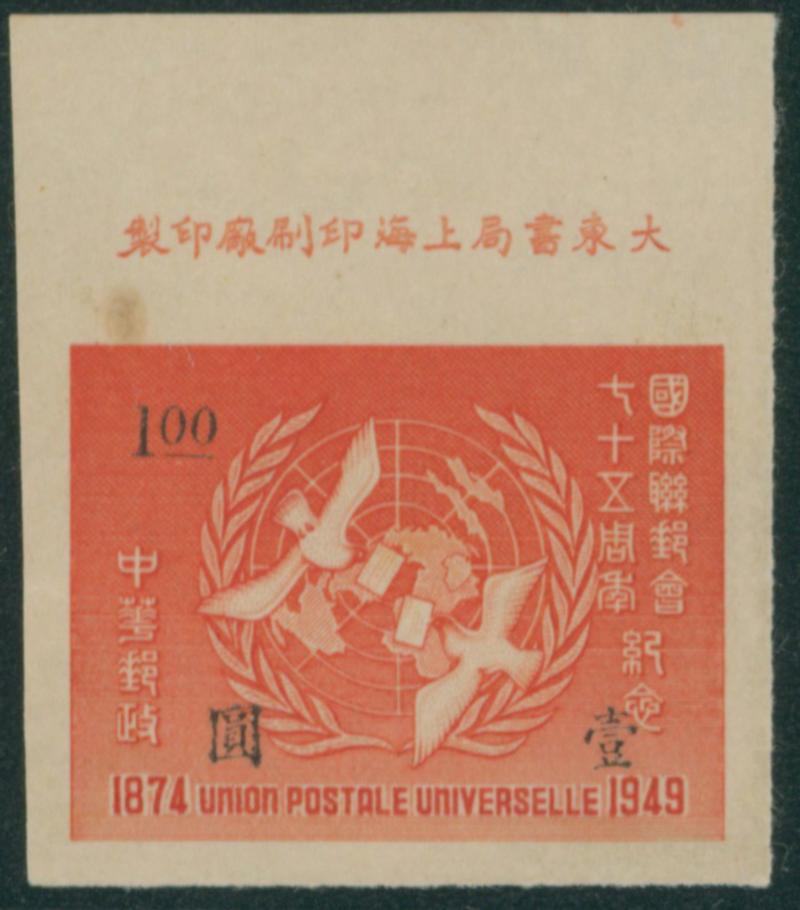 大東書局上海印刷廠印製
1.00
國際聯郵會
七十五周年
紀念
中華郵政
壹圓
1874 UNION POSTALE UNIVERSELLE 1949